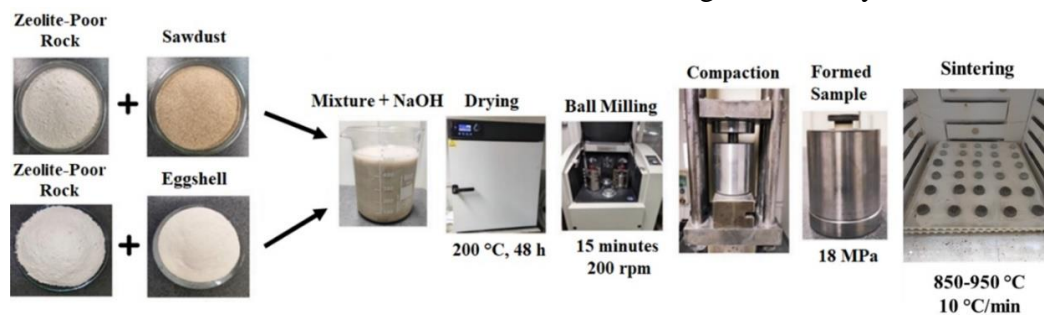 Zeolite-Poor
Rock
+
Sawdust
Zeolite-Poor
Rock
+
Eggshell
Mixture + NaOH
Drying
200 °C, 48 h
Ball Milling
15 minutes
200 rpm
Compaction
Formed
Sample
18 MPa
Sintering
850-950 °C
10 °C/min